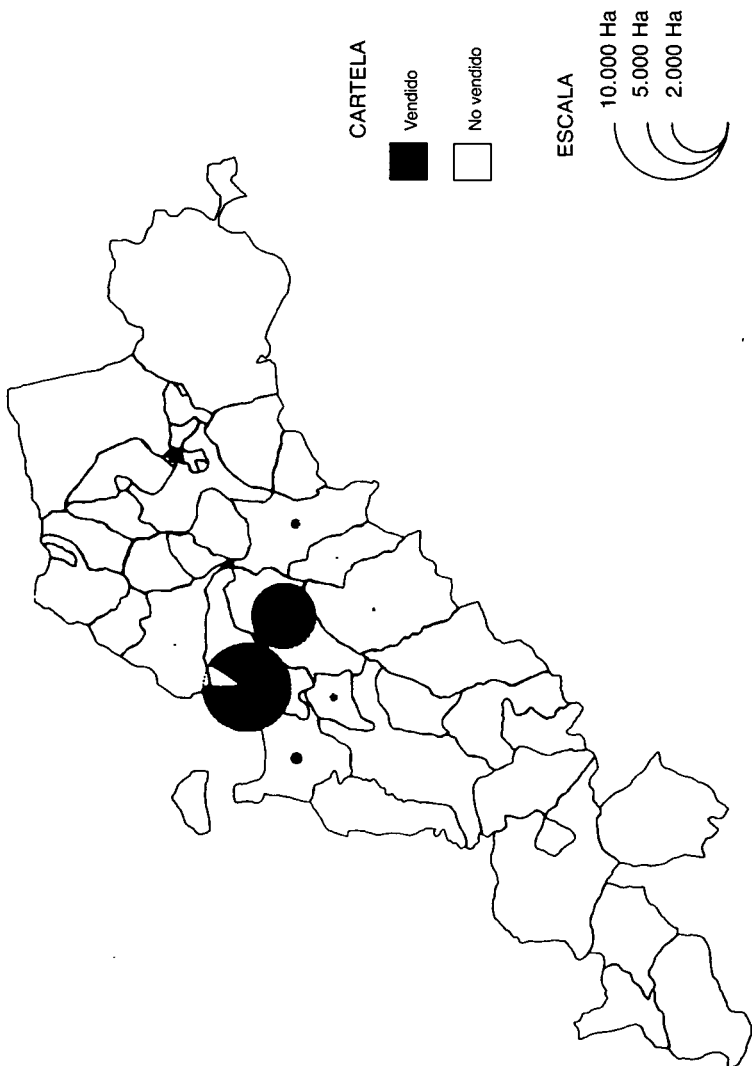 CARTELA
Vendido
No vendido
ESCALA
10.000 Ha
5.000 Ha
2.000 Ha